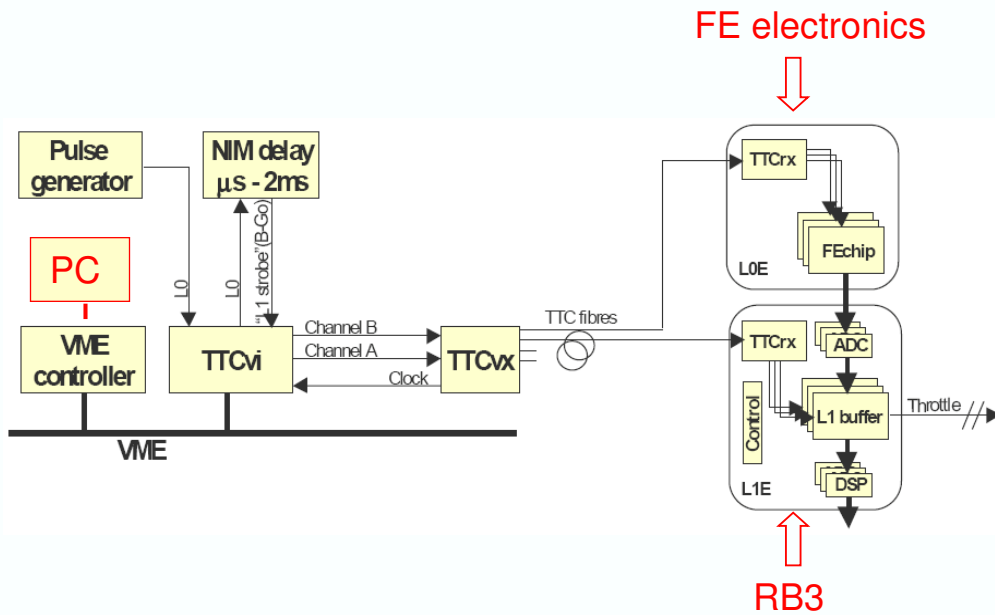 FE electronics
Pulse
generator
NIM delay
µs - 2ms
TTCrx
FEchip
L0E
PC
L0
L0
“L1 strobe”(B-Go)
VME
controller
TTCvi
Channel B
Channel A
Clock
TTCvx
TTC fibres
TTCrx
ADC
Control
L1 buffer
Throttle
DSP
L1E
VME
RB3